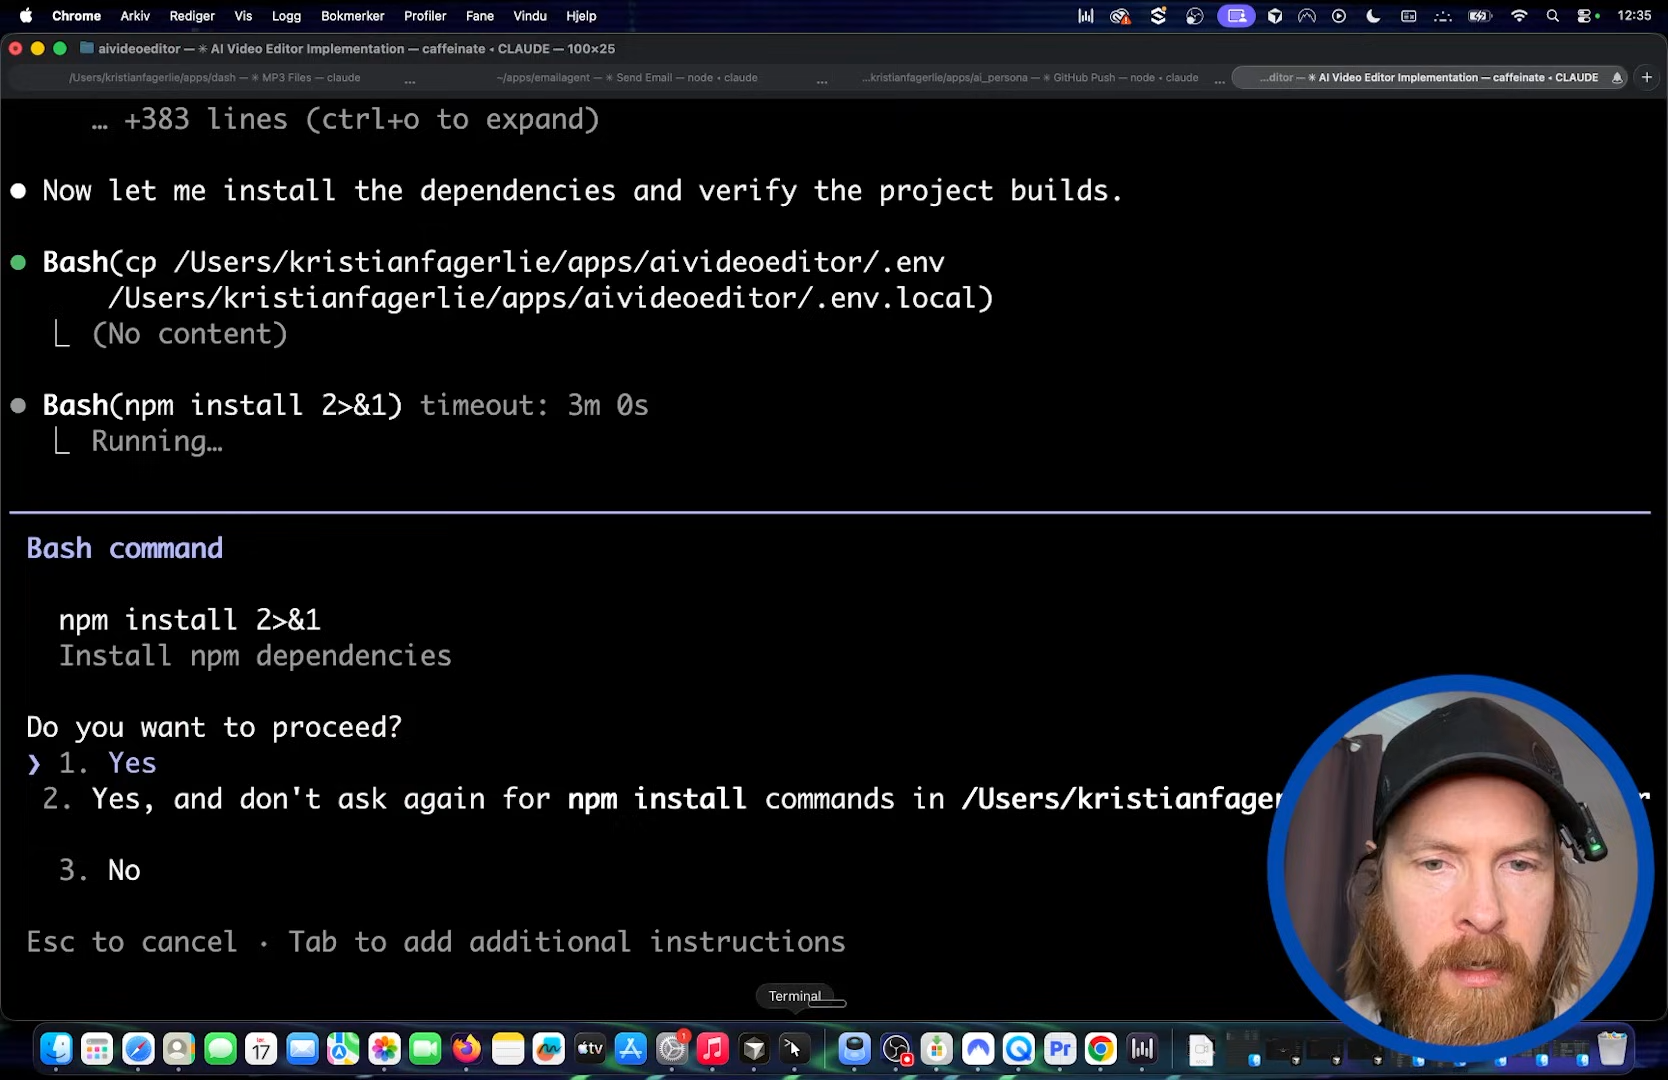 Chrome Arkiv Rediger Vis Logg Bokmerker Profiler Fane Vindu Hjelp 12:35
aivideoeditor — ✳ AI Video Editor Implementation — caffeinate ◂ CLAUDE — 100×25
/Users/kristianfagerlie/apps/dash — ✳ MP3 Files — claude ... ~/apps/emailagent — ✳ Send Email — node ◂ claude ... ...kristianfagerlie/apps/ai_persona — ✳ GitHub Push — node ◂ claude ... ...ditor — ✳ AI Video Editor Implementation — caffeinate ◂ CLAUDE +
… +383 lines (ctrl+o to expand)
● Now let me install the dependencies and verify the project builds.
● Bash(cp /Users/kristianfagerlie/apps/aivideoeditor/.env
/Users/kristianfagerlie/apps/aivideoeditor/.env.local)
⎿ (No content)
● Bash(npm install 2>&1) timeout: 3m 0s
⎿ Running…
Bash command
npm install 2>&1
Install npm dependencies
Do you want to proceed?
❯ 1. Yes
2. Yes, and don't ask again for npm install commands in /Users/kristianfager
3. No
Esc to cancel · Tab to add additional instructions
Terminal
17
tv
1
Pr